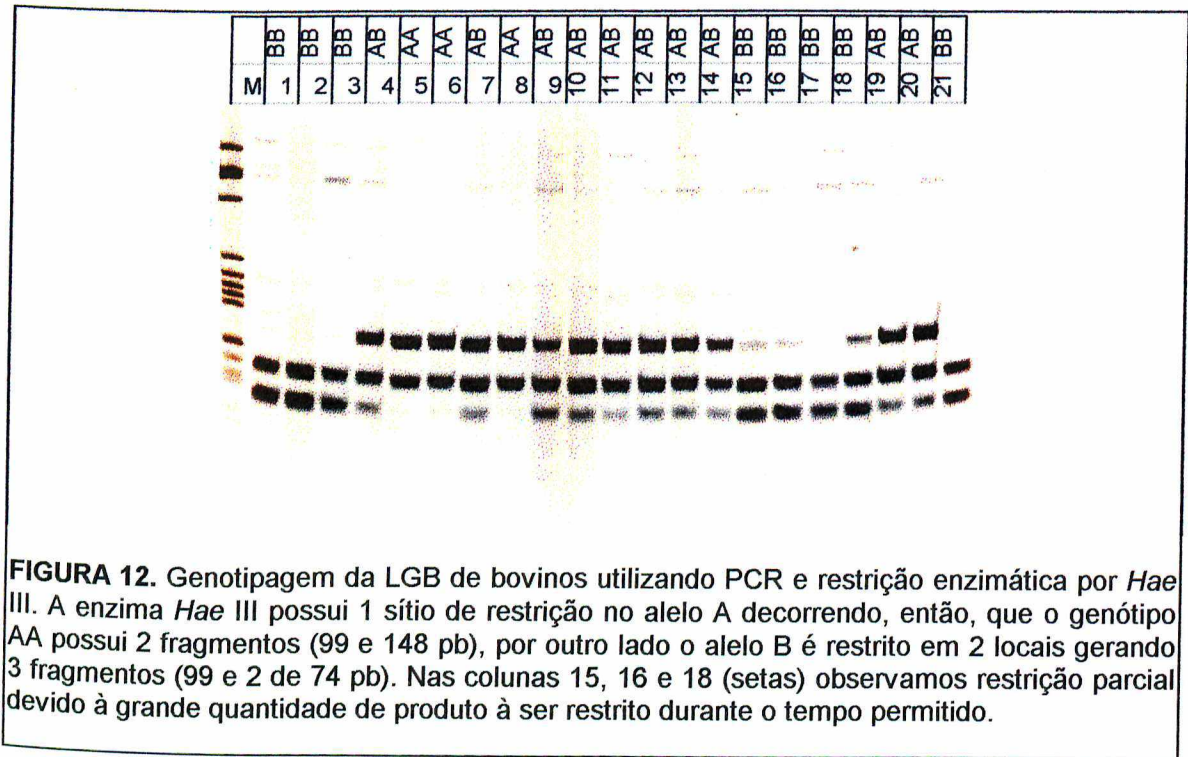 BB BB BB AB AA AA AB AA AB AB AB AB AB AB BB BB BB BB AB AB BB
M 1 2 3 4 5 6 7 8 9 10 11 12 13 14 15 16 17 18 19 20 21
FIGURA 12. Genotipagem da LGB de bovinos utilizando PCR e restrição enzimática por Hae
III. A enzima Hae III possui 1 sítio de restrição no alelo A decorrendo, então, que o genótipo
AA possui 2 fragmentos (99 e 148 pb), por outro lado o alelo B é restrito em 2 locais gerando
3 fragmentos (99 e 2 de 74 pb). Nas colunas 15, 16 e 18 (setas) observamos restrição parcial
devido à grande quantidade de produto à ser restrito durante o tempo permitido.